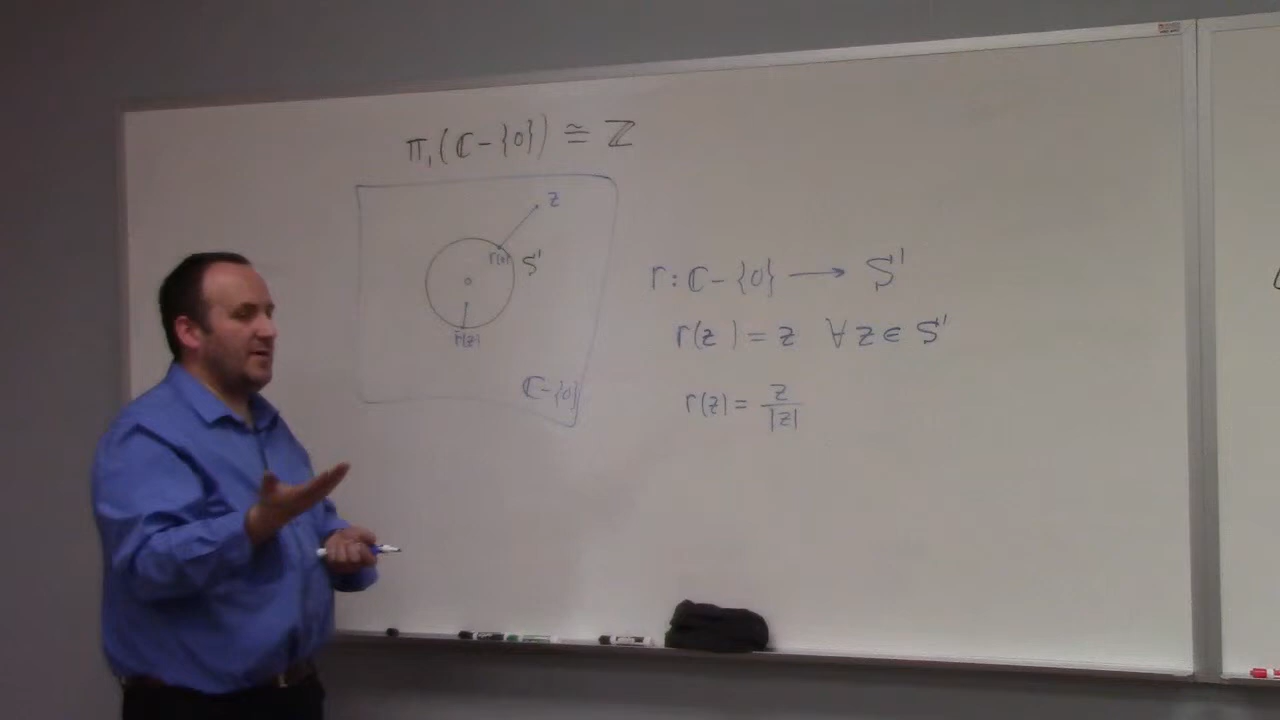 π₁(ℂ-{0}) ≅ ℤ
z
r(z)
S¹
r(z)
ℂ-{0}
r: ℂ-{0} ⟶ S¹
r(z) = z ∀ z ∈ S¹
r(z) = z/|z|